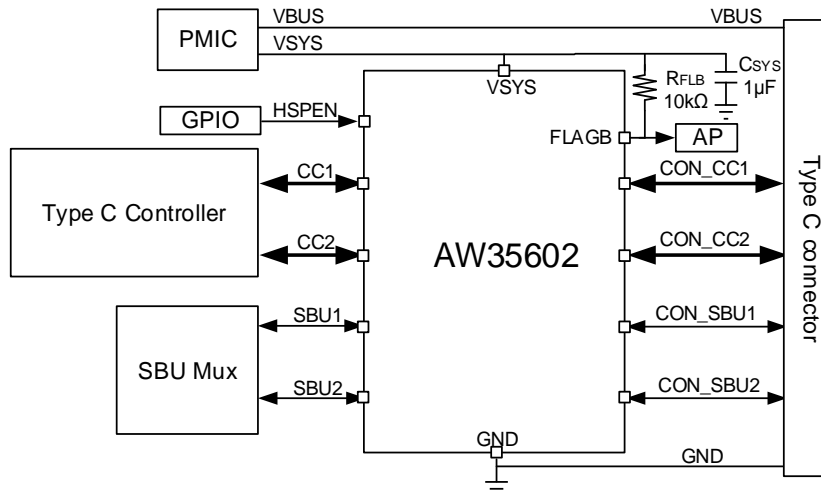 VBUS
VBUS
PMIC
VSYS
VSYS
RFLB
10kΩ
CSYS
1µF
GPIO
HSPEN
FLAGB
AP
Type C Controller
CC1
CON_CC1
CC2
CON_CC2
AW35602
Type C connector
SBU Mux
SBU1
CON_SBU1
SBU2
CON_SBU2
GND
GND